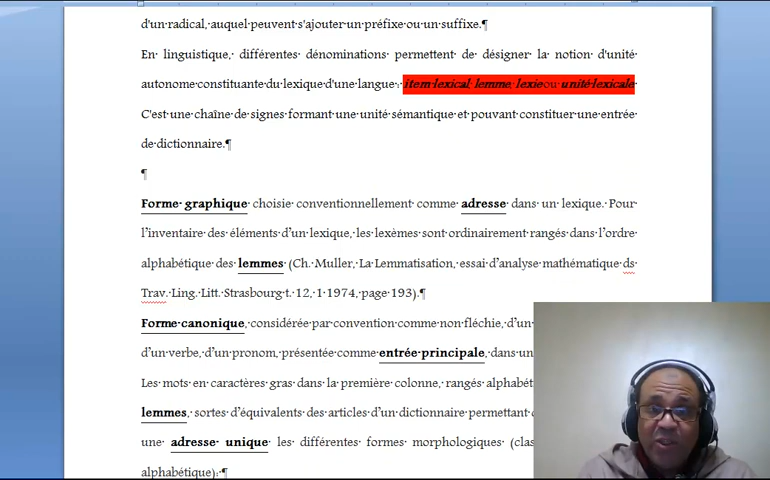 d'un radical, auquel peuvent s'ajouter un préfixe ou un suffixe.¶
En linguistique, différentes dénominations permettent de désigner la notion d'unité
autonome constituante du lexique d'une langue : item lexical, lemme, lexie ou unité lexicale
C'est une chaîne de signes formant une unité sémantique et pouvant constituer une entrée
de dictionnaire.¶
¶
Forme graphique choisie conventionnellement comme adresse dans un lexique. Pour
l'inventaire des éléments d'un lexique, les lexèmes sont ordinairement rangés dans l'ordre
alphabétique des lemmes (Ch. Muller, La Lemmatisation, essai d'analyse mathématique ds
Trav. Ling. Litt. Strasbourg t. 12, 1 1974, page 193).¶
Forme canonique, considérée par convention comme non fléchie, d'un
d'un verbe, d'un pronom, présentée comme entrée principale, dans un
Les mots en caractères gras dans la première colonne, rangés alphabét
lemmes, sortes d'équivalents des articles d'un dictionnaire permettant
une adresse unique les différentes formes morphologiques (clas
alphabétique). ¶